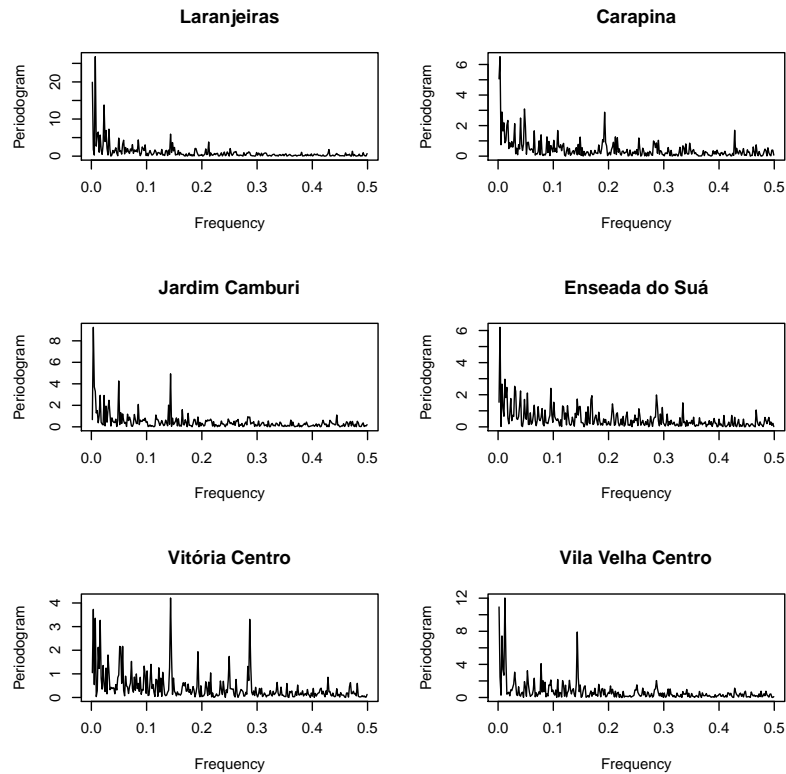 Laranjeiras
Periodogram
0 10 20
0.0 0.1 0.2 0.3 0.4 0.5
Frequency
Carapina
Periodogram
0 2 4 6
0.0 0.1 0.2 0.3 0.4 0.5
Frequency
Jardim Camburi
Periodogram
0 2 4 6 8
0.0 0.1 0.2 0.3 0.4 0.5
Frequency
Enseada do Suá
Periodogram
0 2 4 6
0.0 0.1 0.2 0.3 0.4 0.5
Frequency
Vitória Centro
Periodogram
0 1 2 3 4
0.0 0.1 0.2 0.3 0.4 0.5
Frequency
Vila Velha Centro
Periodogram
0 4 8 12
0.0 0.1 0.2 0.3 0.4 0.5
Frequency